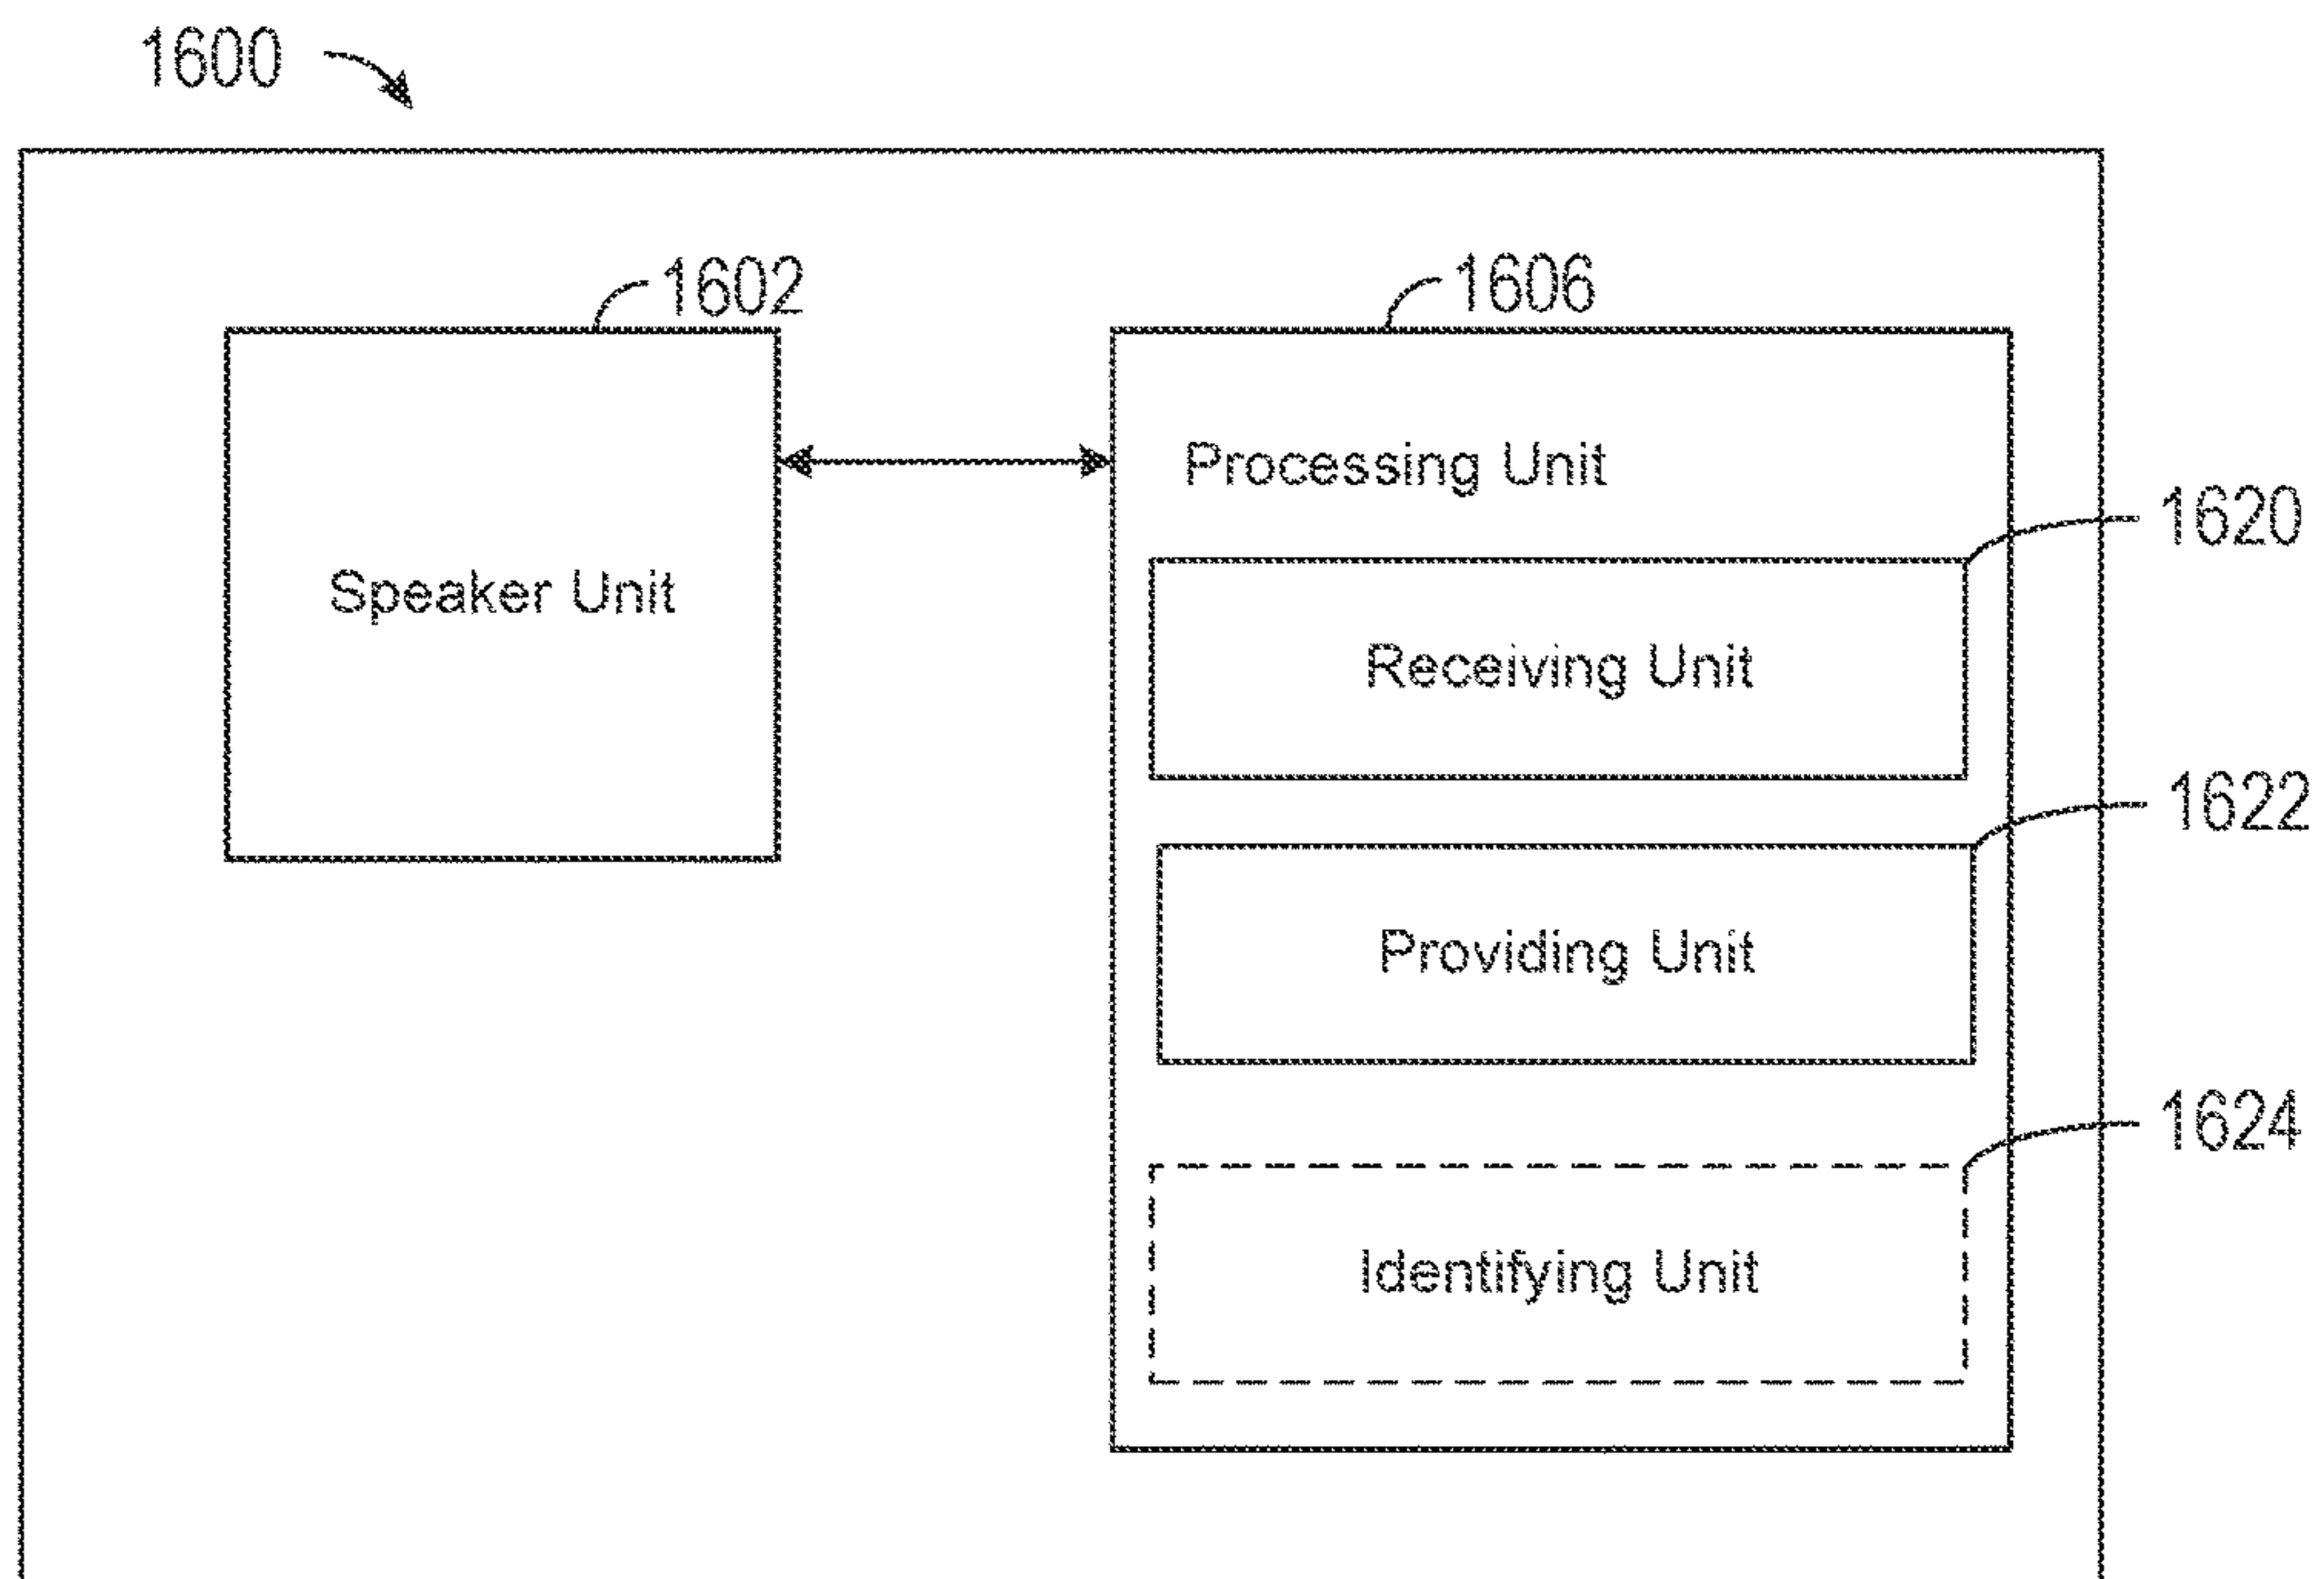 1600
1602
1606
Processing Unit
1620
Speaker Unit
Receiving Unit
1622
Providing Unit
1624
Identifying Unit